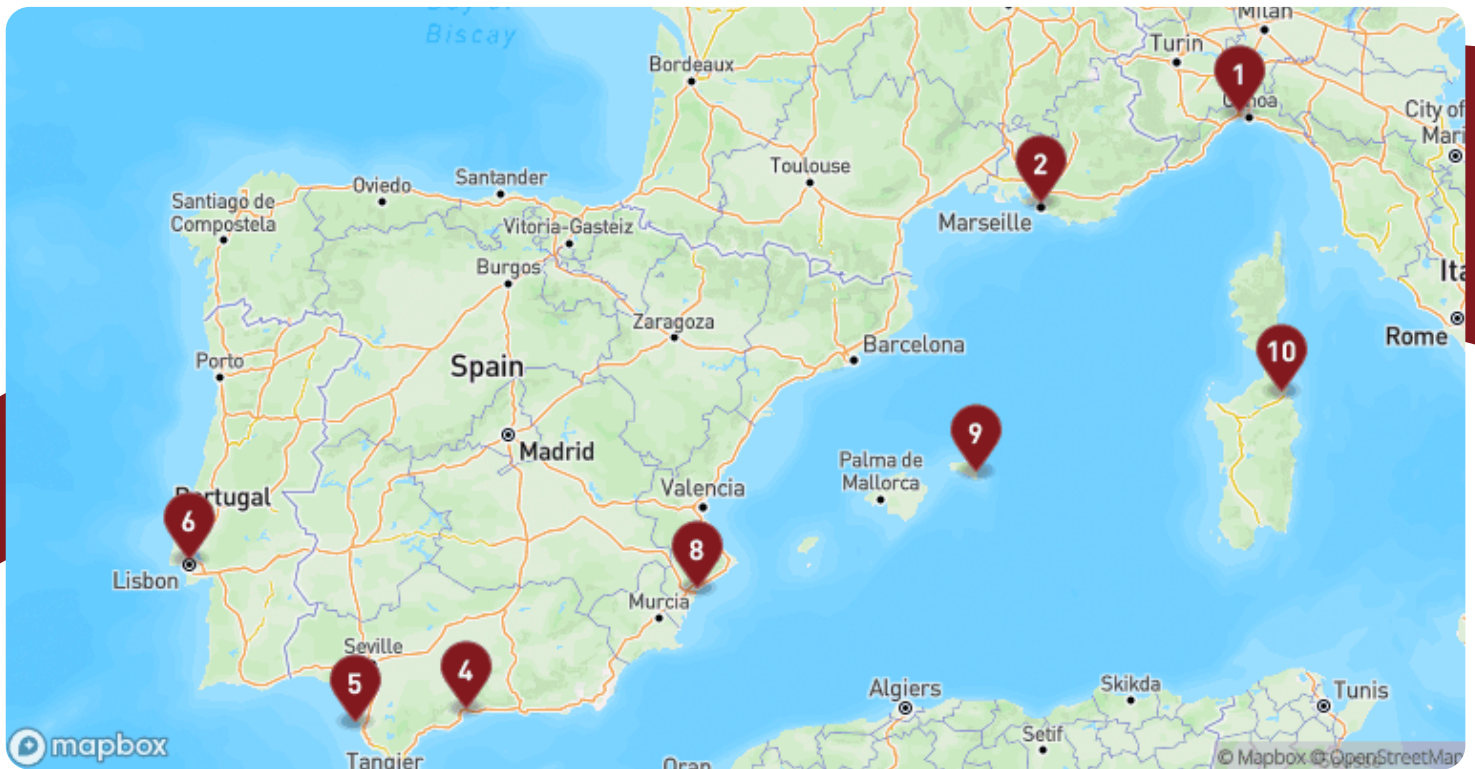 Biscay
Milan
Turin
Bordeaux
1
Genoa
City of
Mari
2
Toulouse
Marseille
Oviedo
Santander
Santiago de
Compostela
Vitoria-Gasteiz
Burgos
Ita
Zaragoza
Rome
Barcelona
10
Porto
Spain
9
Madrid
Palma de
Mallorca
Valencia
Portugal
6
8
Lisbon
Murcia
Seville
4
5
Algiers
Skikda
Tunis
Setif
mapbox
Tangier
Oran
© Mapbox © OpenStreetMap